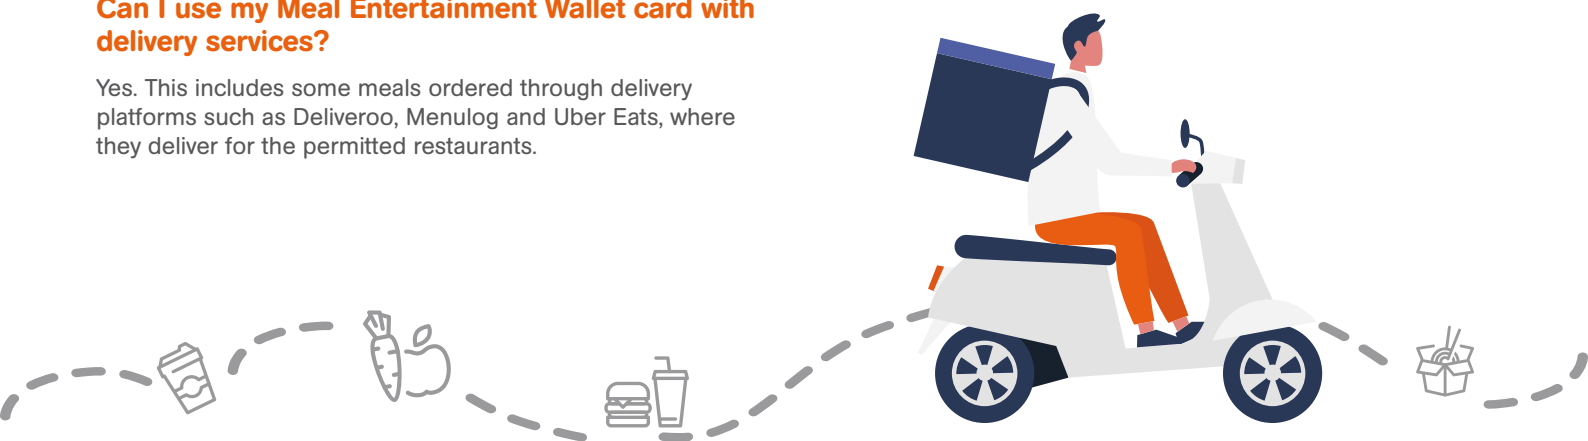 Can I use my Meal Entertainment Wallet card with
delivery services?
Yes. This includes some meals ordered through delivery
platforms such as Deliveroo, Menulog and Uber Eats, where
they deliver for the permitted restaurants.